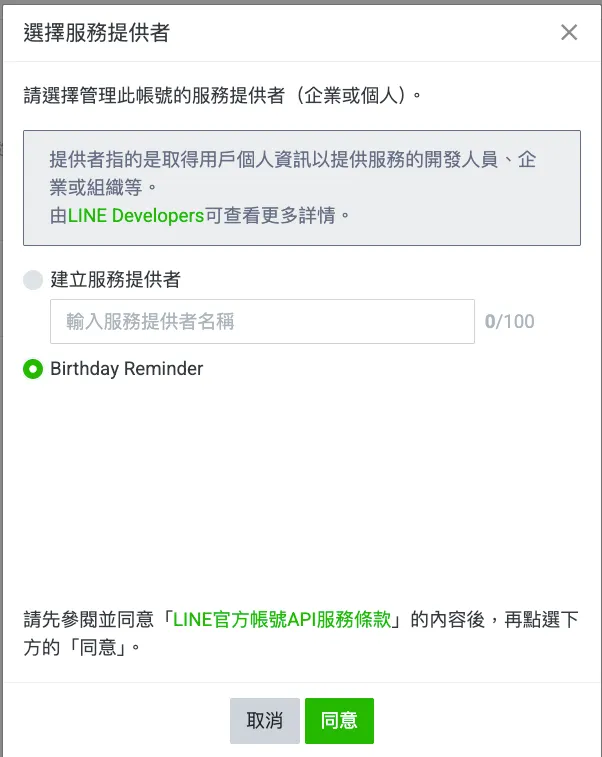 選擇服務提供者
請選擇管理此帳號的服務提供者（企業或個人）。
提供者指的是取得用戶個人資訊以提供服務的開發人員、企
業或組織等。
由LINE Developers可查看更多詳情。
建立服務提供者
輸入服務提供者名稱
0/100
Birthday Reminder
請先參閱並同意「LINE官方帳號API服務條款」的內容後，再點選下
方的「同意」。
取消
同意